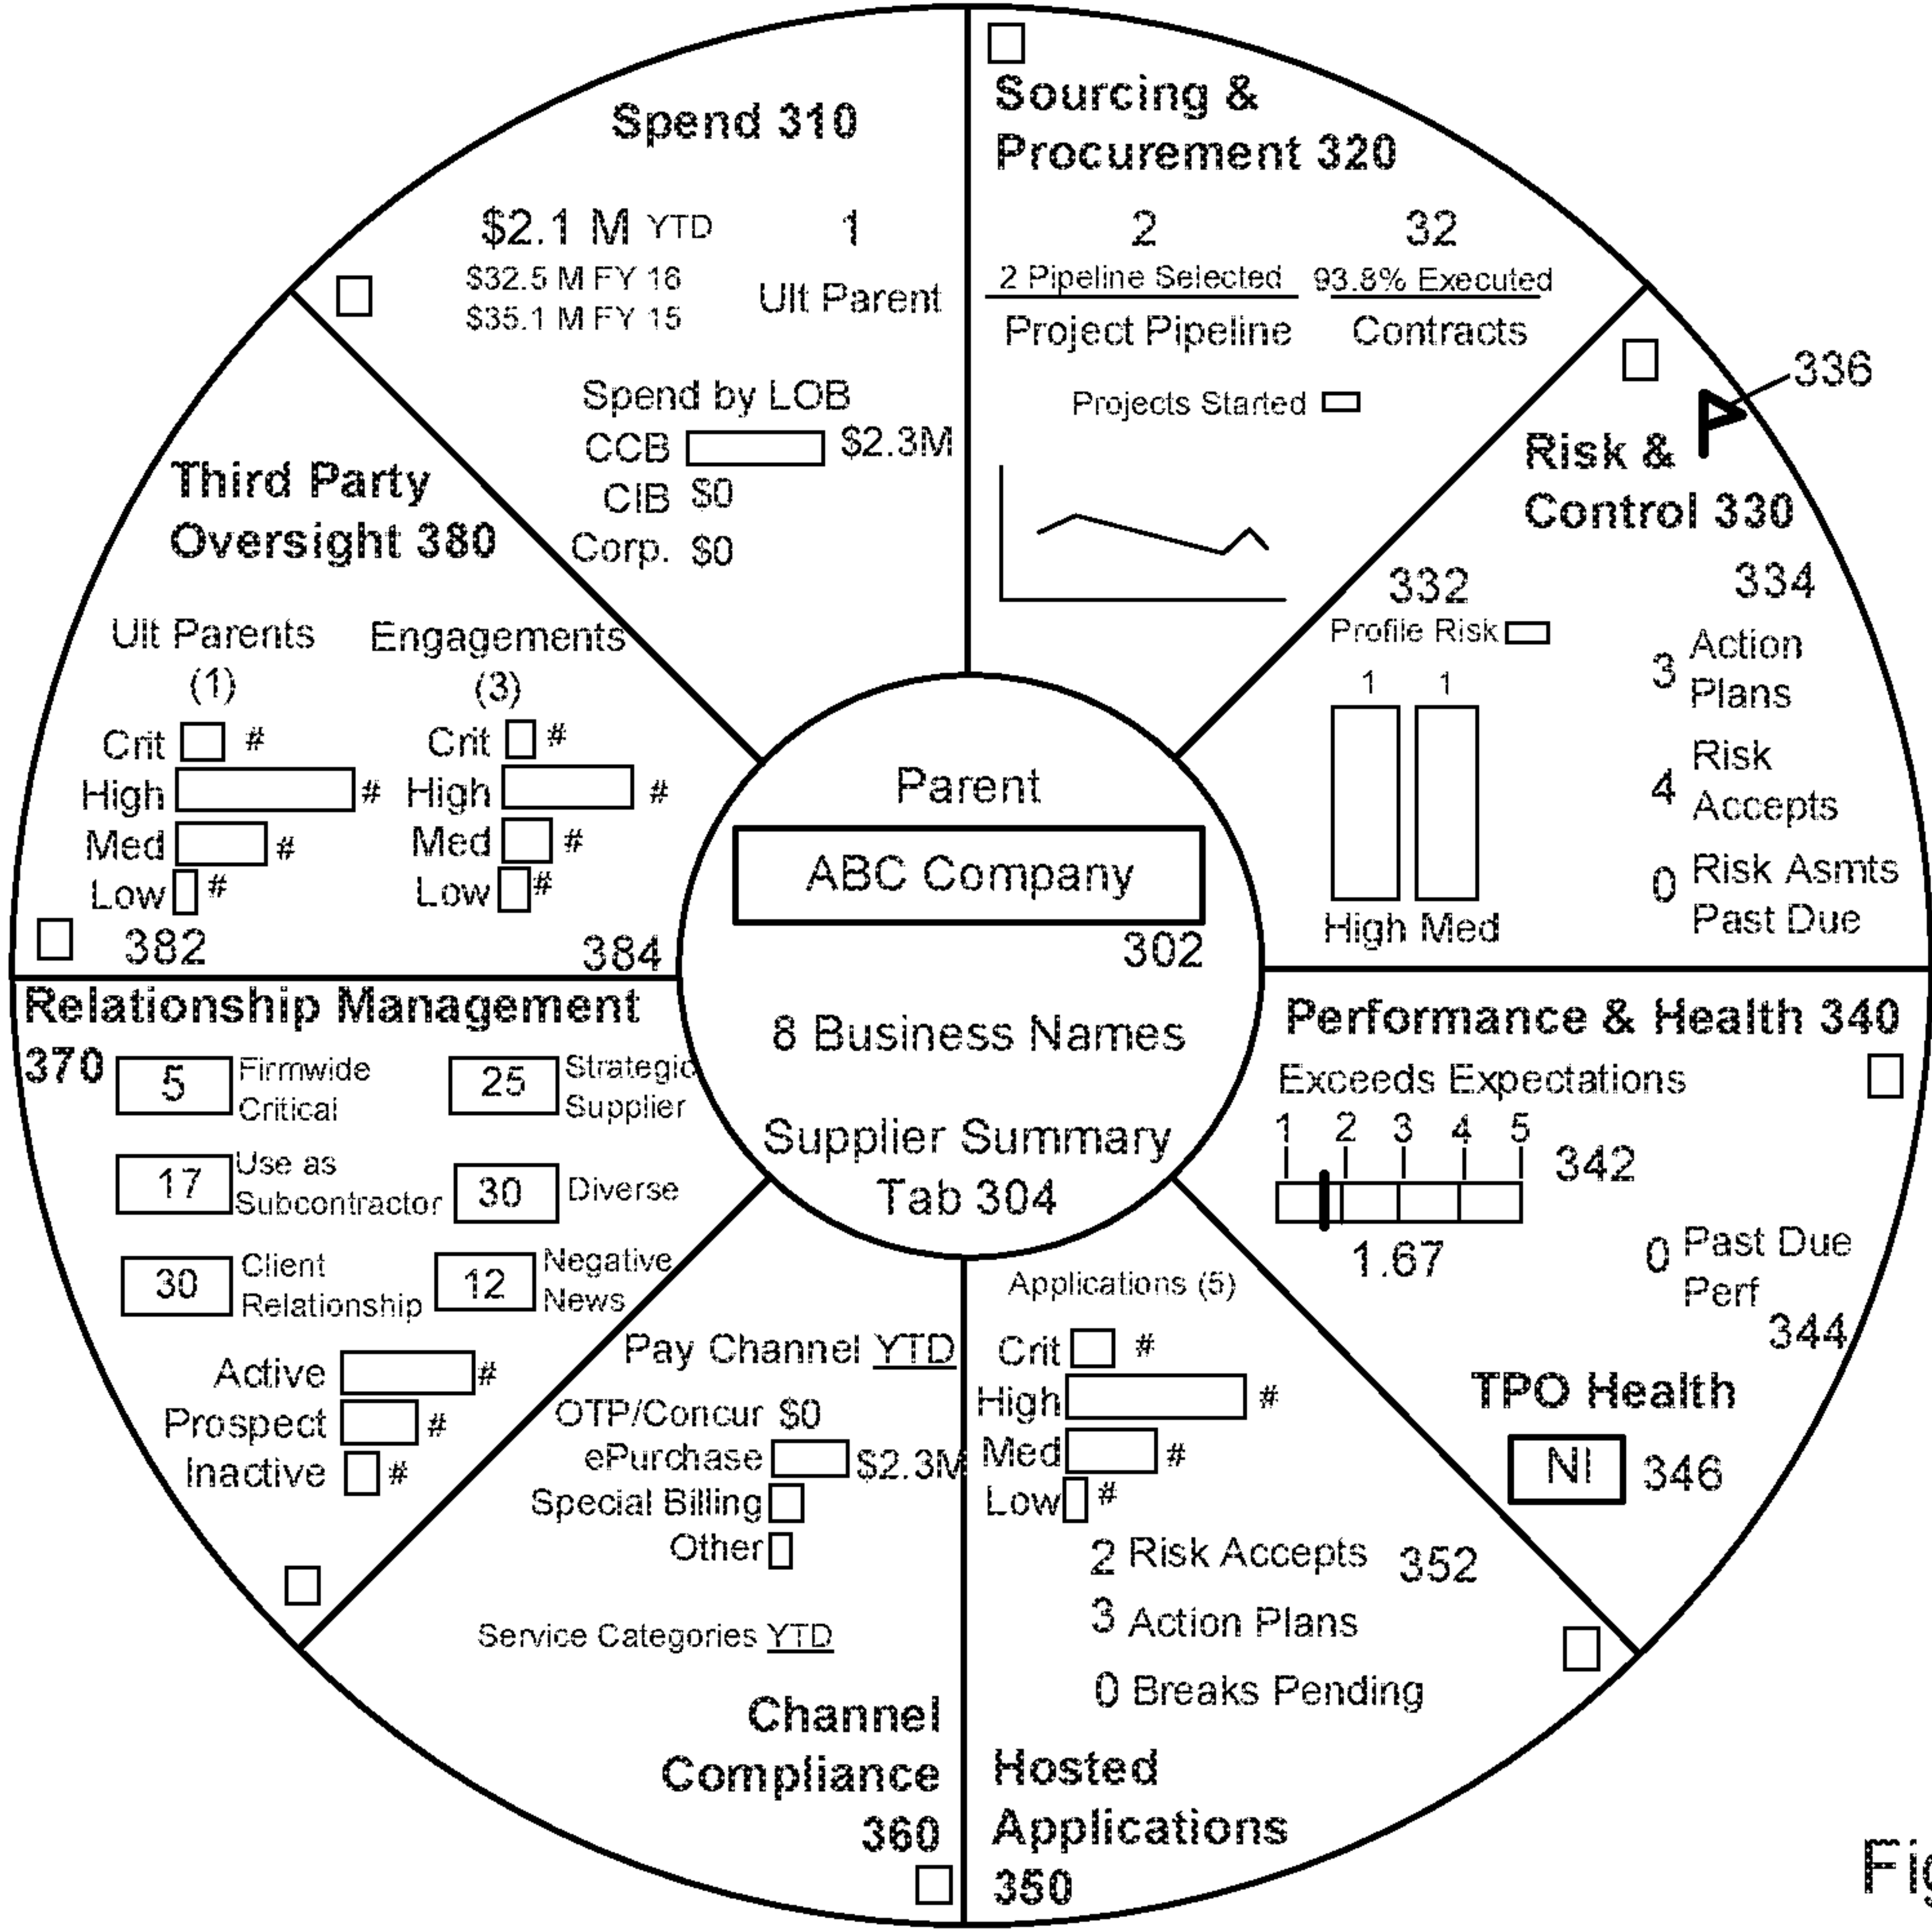 Spend 310
$2.1 M YTD
1
$32.5 M FY 16
$35.1 M FY 15
Ult Parent
Spend by LOB
CCB $2.3M
CIB $0
Corp. $0
Sourcing &
Procurement 320
2
32
2 Pipeline Selected
93.8% Executed
Project Pipeline
Contracts
Projects Started
336
Risk &
Control 330
332
334
Profile Risk
1 1
High Med
3 Action
Plans
4 Risk
Accepts
0 Risk Asmts
Past Due
Performance & Health 340
Exceeds Expectations
1 2 3 4 5
342
1.67
0 Past Due
Perf
344
TPO Health
NI 346
Applications (5)
Crit #
High #
Med #
Low #
2 Risk Accepts 352
3 Action Plans
0 Breaks Pending
Hosted
Applications
350
Pay Channel YTD
OTP/Concur $0
ePurchase $2.3M
Special Billing
Other
Service Categories YTD
Channel
Compliance
360
Relationship Management
370
5 Firmwide
Critical
25 Strategic
Supplier
17 Use as
Subcontractor
30 Diverse
30 Client
Relationship
12 Negative
News
Active #
Prospect #
Inactive #
Third Party
Oversight 380
Ult Parents
(1)
Crit #
High #
Med #
Low #
382
Engagements
(3)
Crit #
High #
Med #
Low #
384
Parent
ABC Company
302
8 Business Names
Supplier Summary
Tab 304